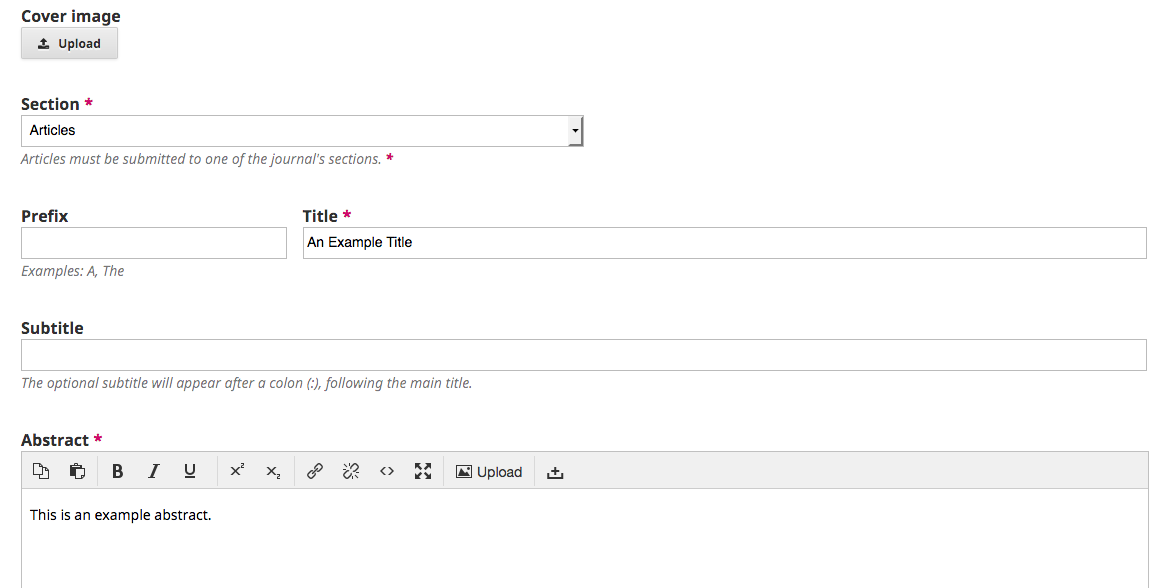 Cover image
Upload
Section *
Articles
Articles must be submitted to one of the journal's sections. *
Prefix Title *
An Example Title
Examples: A, The
Subtitle
The optional subtitle will appear after a colon (:), following the main title.
Abstract *
B I U x² x₂ <> Upload
This is an example abstract.